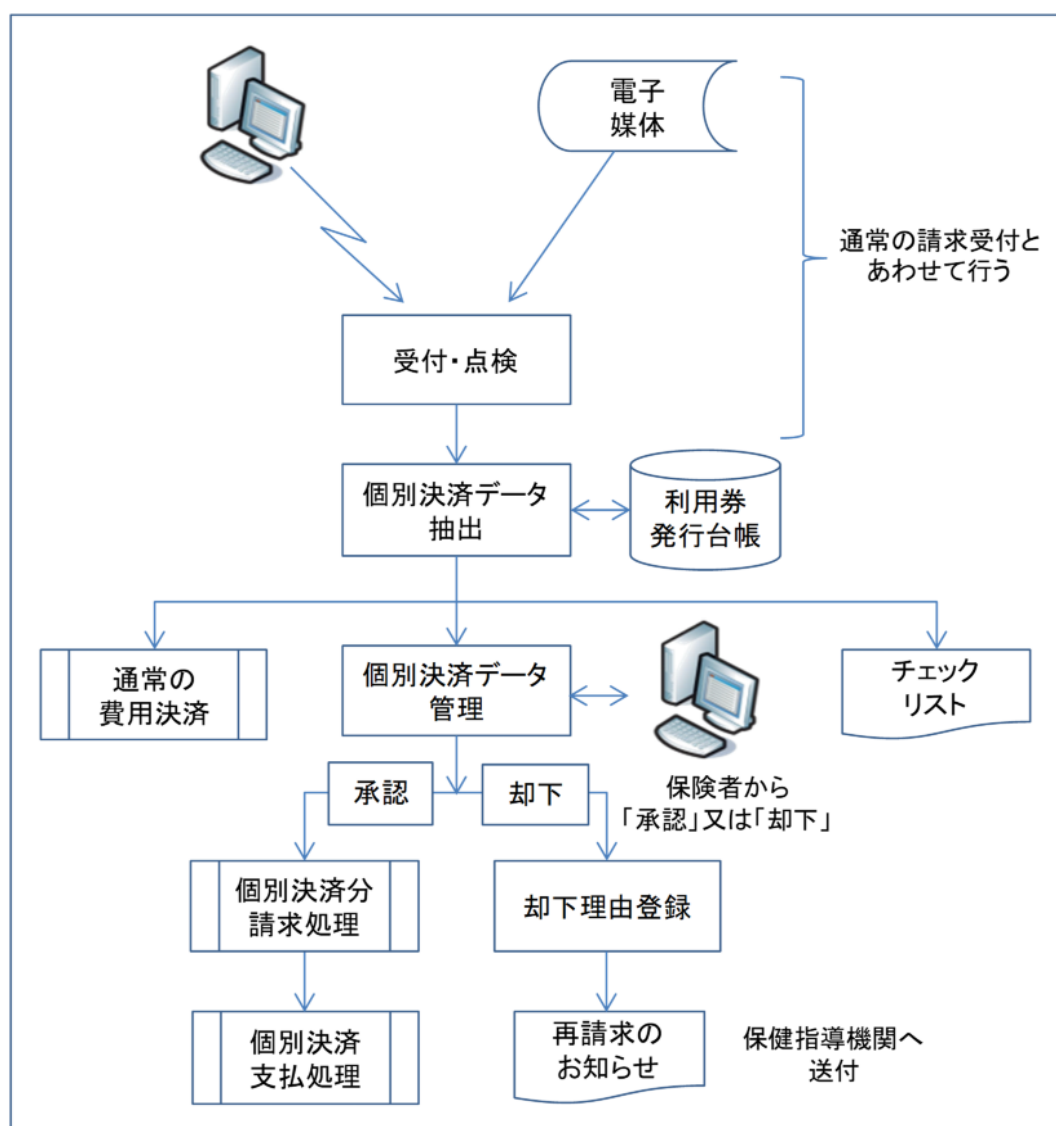 電子
媒体
通常の請求受付と
あわせて行う
受付・点検
個別決済データ
抽出
利用券
発行台帳
通常の
費用決済
個別決済データ
管理
チェック
リスト
保険者から
「承認」又は「却下」
承認
却下
個別決済分
請求処理
却下理由登録
個別決済
支払処理
再請求の
お知らせ
保健指導機関へ
送付